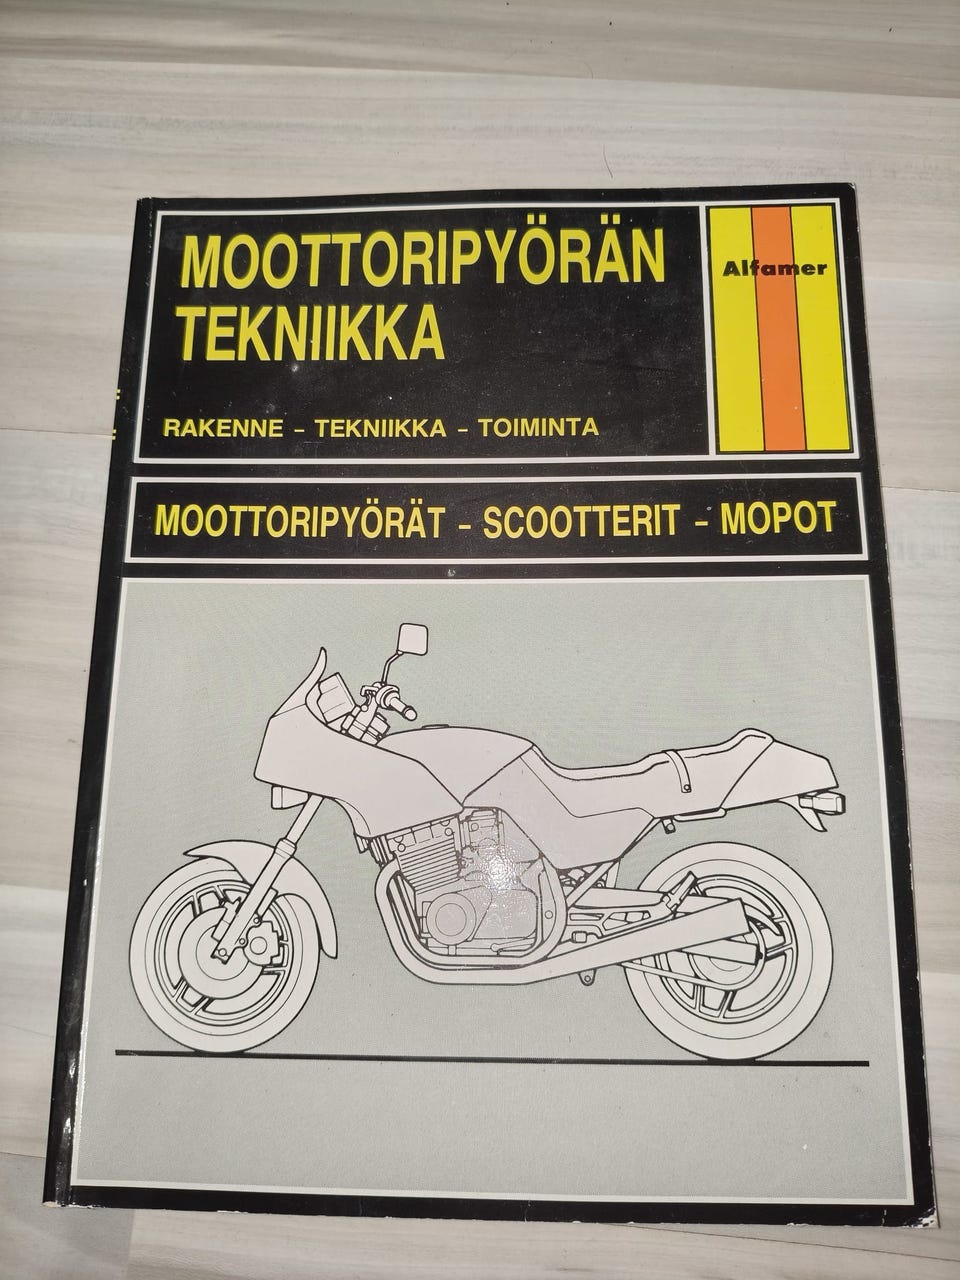 MOOTTORIPYÖRÄN
TEKNIIKKA
RAKENNE - TEKNIIKKA - TOIMINTA
Alfamer
MOOTTORIPYÖRÄT - SCOOTTERIT - MOPOT